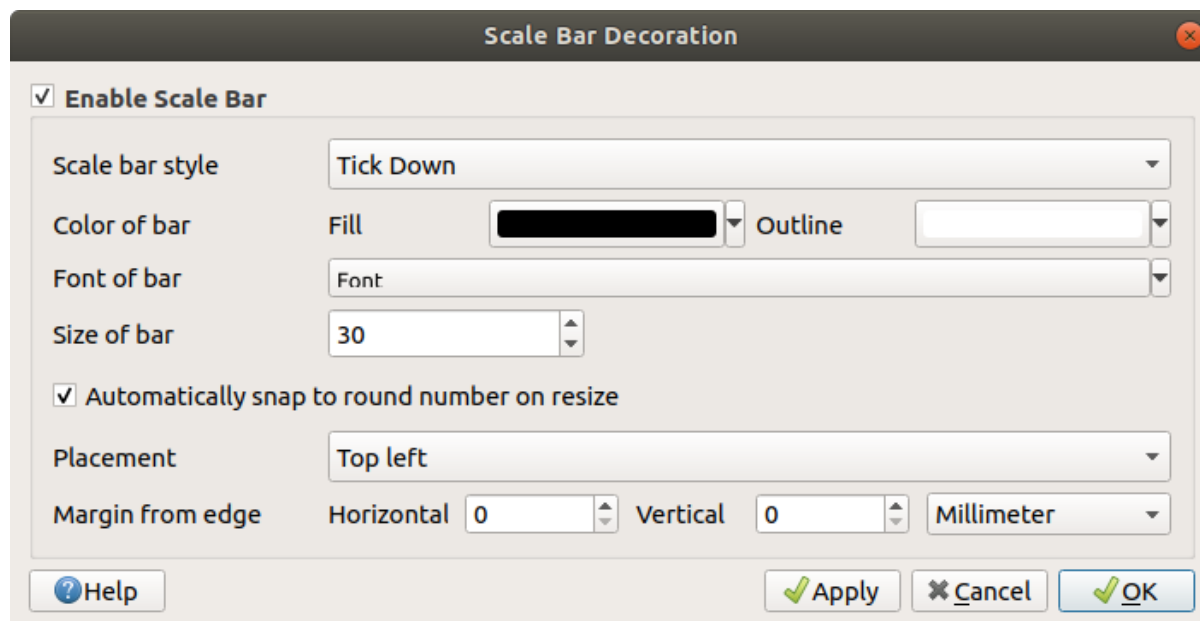 Scale Bar Decoration
Enable Scale Bar
Scale bar style Tick Down
Color of bar Fill Outline
Font of bar Font
Size of bar 30
Automatically snap to round number on resize
Placement Top left
Margin from edge Horizontal 0 Vertical 0 Millimeter
Help Apply Cancel OK